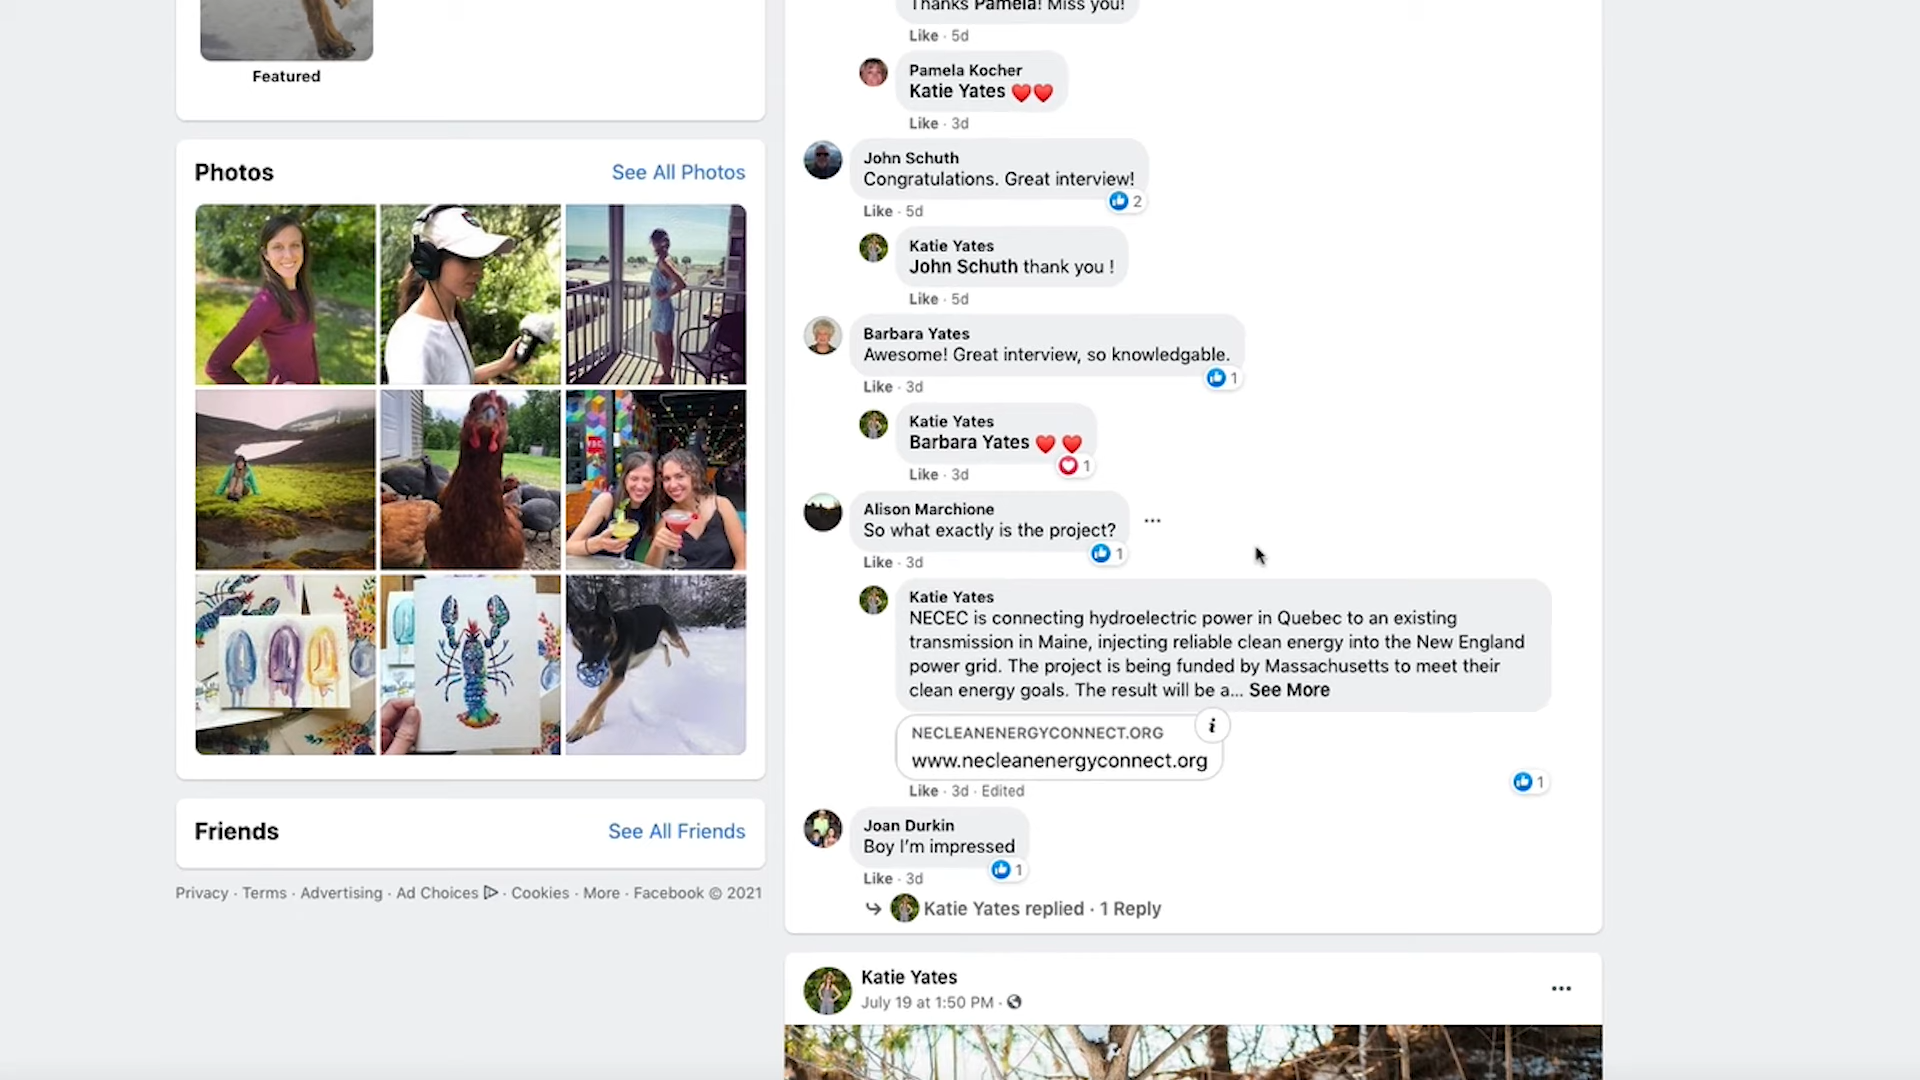 Featured
Photos
See All Photos
Friends
See All Friends
Privacy · Terms · Advertising · Ad Choices · Cookies · More · Facebook © 2021
Thanks Pamela! Miss you!
Like · 5d
Pamela Kocher
Katie Yates ❤️❤️
Like · 3d
John Schuth
Congratulations. Great interview!
2
Like · 5d
Katie Yates
John Schuth thank you !
Like · 5d
Barbara Yates
Awesome! Great interview, so knowledgable.
1
Like · 3d
Katie Yates
Barbara Yates ❤️ ❤️
1
Like · 3d
Alison Marchione
So what exactly is the project?
1
Like · 3d
Katie Yates
NECEC is connecting hydroelectric power in Quebec to an existing
transmission in Maine, injecting reliable clean energy into the New England
power grid. The project is being funded by Massachusetts to meet their
clean energy goals. The result will be a... See More
NECLEANENERGYCONNECT.ORG
www.necleanenergyconnect.org
1
Like · 3d · Edited
Joan Durkin
Boy I'm impressed
1
Like · 3d
Katie Yates replied · 1 Reply
Katie Yates
July 19 at 1:50 PM ·